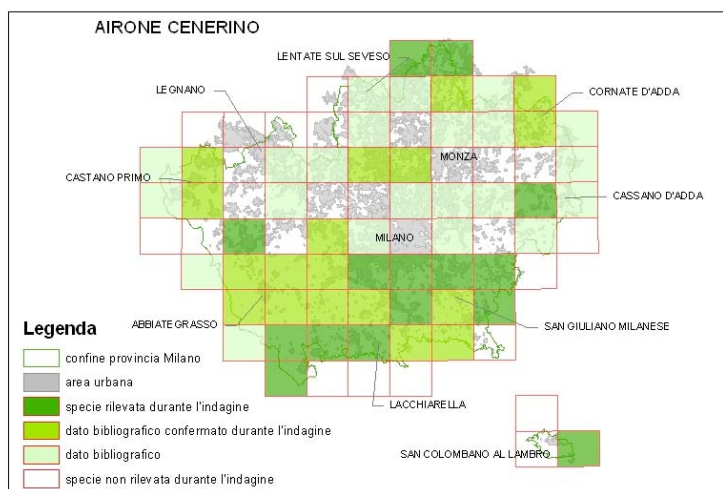 AIRONE CENERINO
LENTATE SUL SEVESO
LEGNANO
CORNATE D'ADDA
MONZA
CASTANO PRIMO
CASSANO D'ADDA
MILANO
ABBIATEGRASSO
SAN GIULIANO MILANESE
LACCHIARELLA
SAN COLOMBANO AL LAMBRO
Legenda
confine provincia Milano
area urbana
specie rilevata durante l'indagine
dato bibliografico confermato durante l'indagine
dato bibliografico
specie non rilevata durante l'indagine